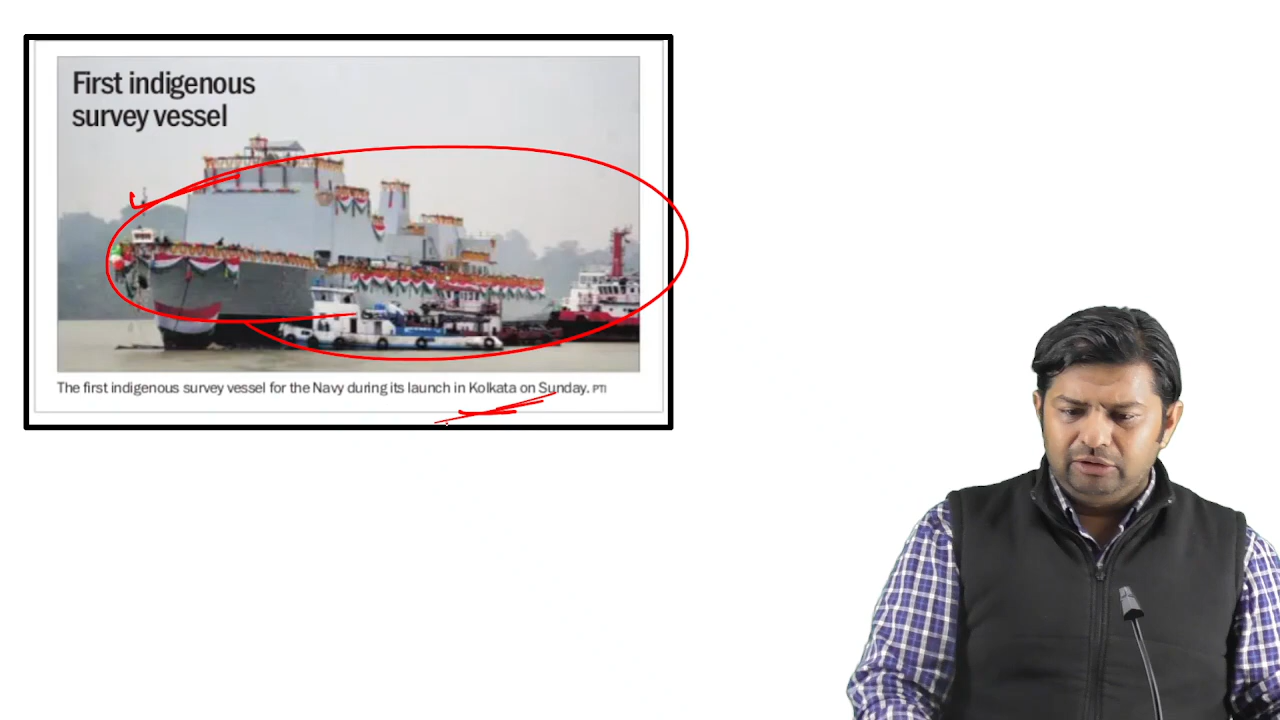 First indigenous
survey vessel
The first indigenous survey vessel for the Navy during its launch in Kolkata on Sunday. PTI